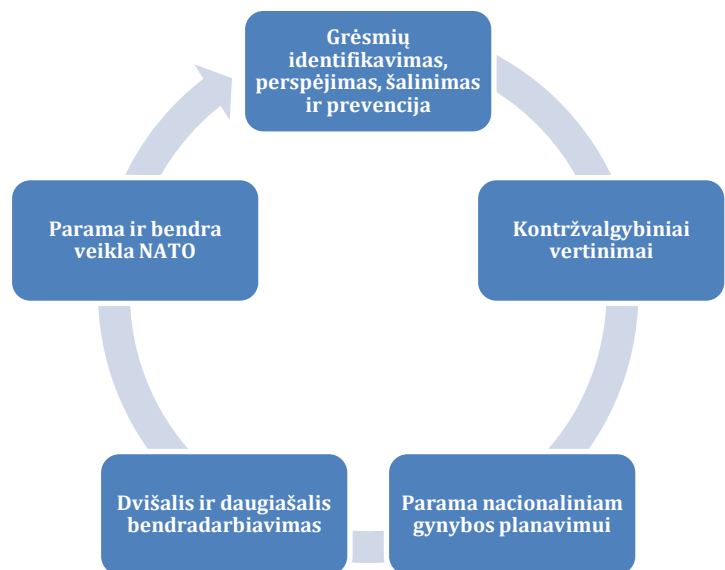 Grėsmių
identifikavimas,
perspėjimas, šalinimas
ir prevencija
Kontržvalgybiniai
vertinimai
Parama nacionaliniam
gynybos planavimui
Dvišalis ir daugiašalis
bendradarbiavimas
Parama ir bendra
veikla NATO